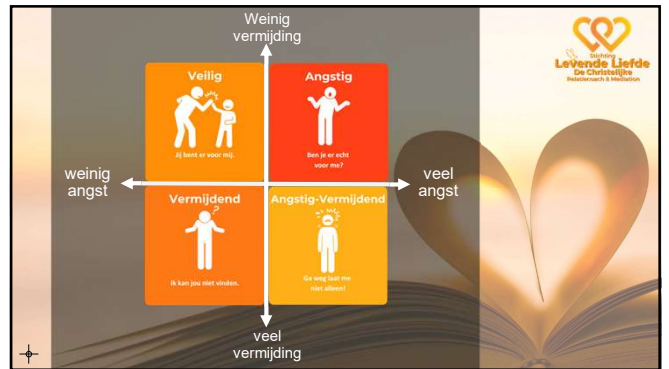 Weinig
vermijding
Stichting
Levende Liefde
De Christelijke
Relatiecoach & Mediation
Veilig
Angstig
Jij bent er voor mij.
Ben je er echt
voor me?
weinig
angst
veel
angst
Vermijdend
Angstig-Vermijdend
?
Ik kan jou niet vinden.
Ga weg laat me
niet alleen!
veel
vermijding